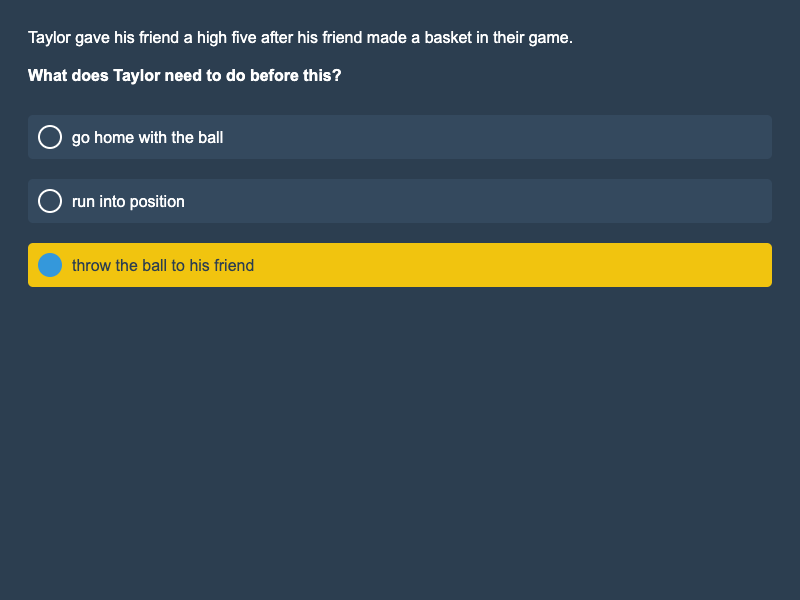 Taylor gave his friend a high five after his friend made a basket in their game.
What does Taylor need to do before this?
go home with the ball
run into position
throw the ball to his friend